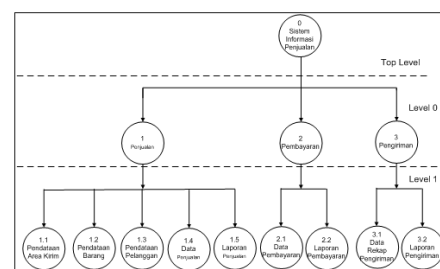 0
Sistem
Informasi
Penjualan
Top Level
Level 0
1
Penjualan
2
Pembayaran
3
Pengiriman
Level 1
1.1
Pendataan
Area Kirim
1.2
Pendataan
Barang
1.3
Pendataan
Pelanggan
1.4
Data
Penjualan
1.5
Laporan
Penjualan
2.1
Data
Pembayaran
2.2
Laporan
Pembayaran
3.1
Data
Rekap
Pengiriman
3.2
Laporan
Pengiriman